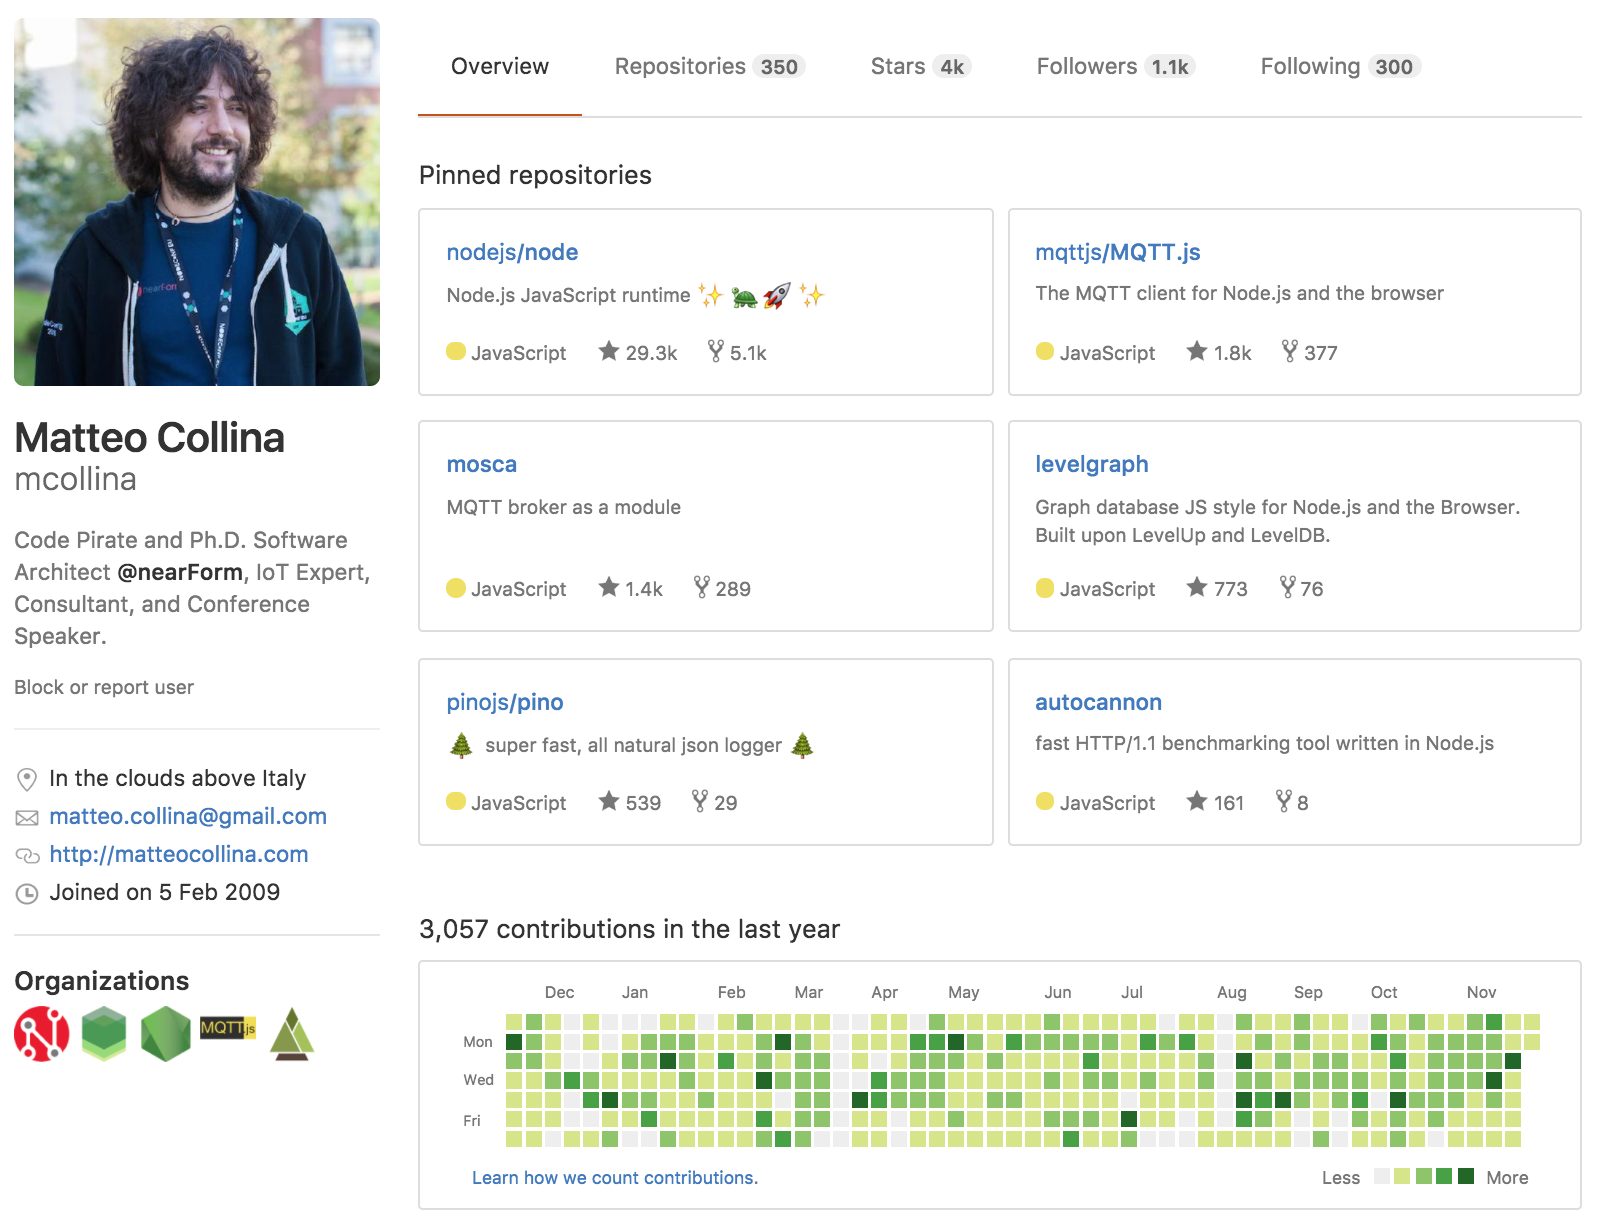 Overview
Repositories 350
Stars 4k
Followers 1.1k
Following 300
nearForm
Matteo Collina
mcollina
Code Pirate and Ph.D. Software
Architect @nearForm, IoT Expert,
Consultant, and Conference
Speaker.
Block or report user
In the clouds above Italy
matteo.collina@gmail.com
http://matteocollina.com
Joined on 5 Feb 2009
Organizations
MQTT.js
Pinned repositories
nodejs/node
Node.js JavaScript runtime ✨🐢🚀✨
JavaScript 29.3k 5.1k
mqttjs/MQTT.js
The MQTT client for Node.js and the browser
JavaScript 1.8k 377
mosca
MQTT broker as a module
JavaScript 1.4k 289
levelgraph
Graph database JS style for Node.js and the Browser.
Built upon LevelUp and LevelDB.
JavaScript 773 76
pinojs/pino
🌲 super fast, all natural json logger 🌲
JavaScript 539 29
autocannon
fast HTTP/1.1 benchmarking tool written in Node.js
JavaScript 161 8
3,057 contributions in the last year
Dec Jan Feb Mar Apr May Jun Jul Aug Sep Oct Nov
Mon
Wed
Fri
Learn how we count contributions.
Less More